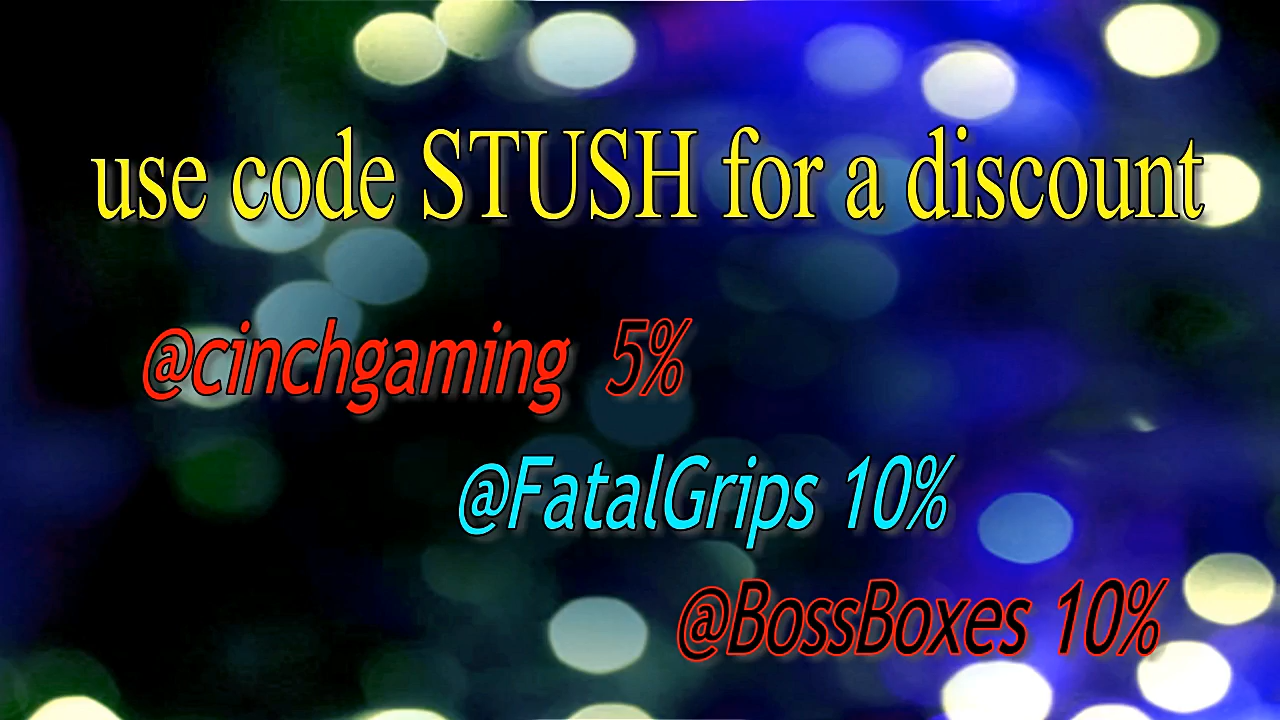 use code STUSH for a discount
@cinchgaming 5%
@FatalGrips 10%
@BossBoxes 10%